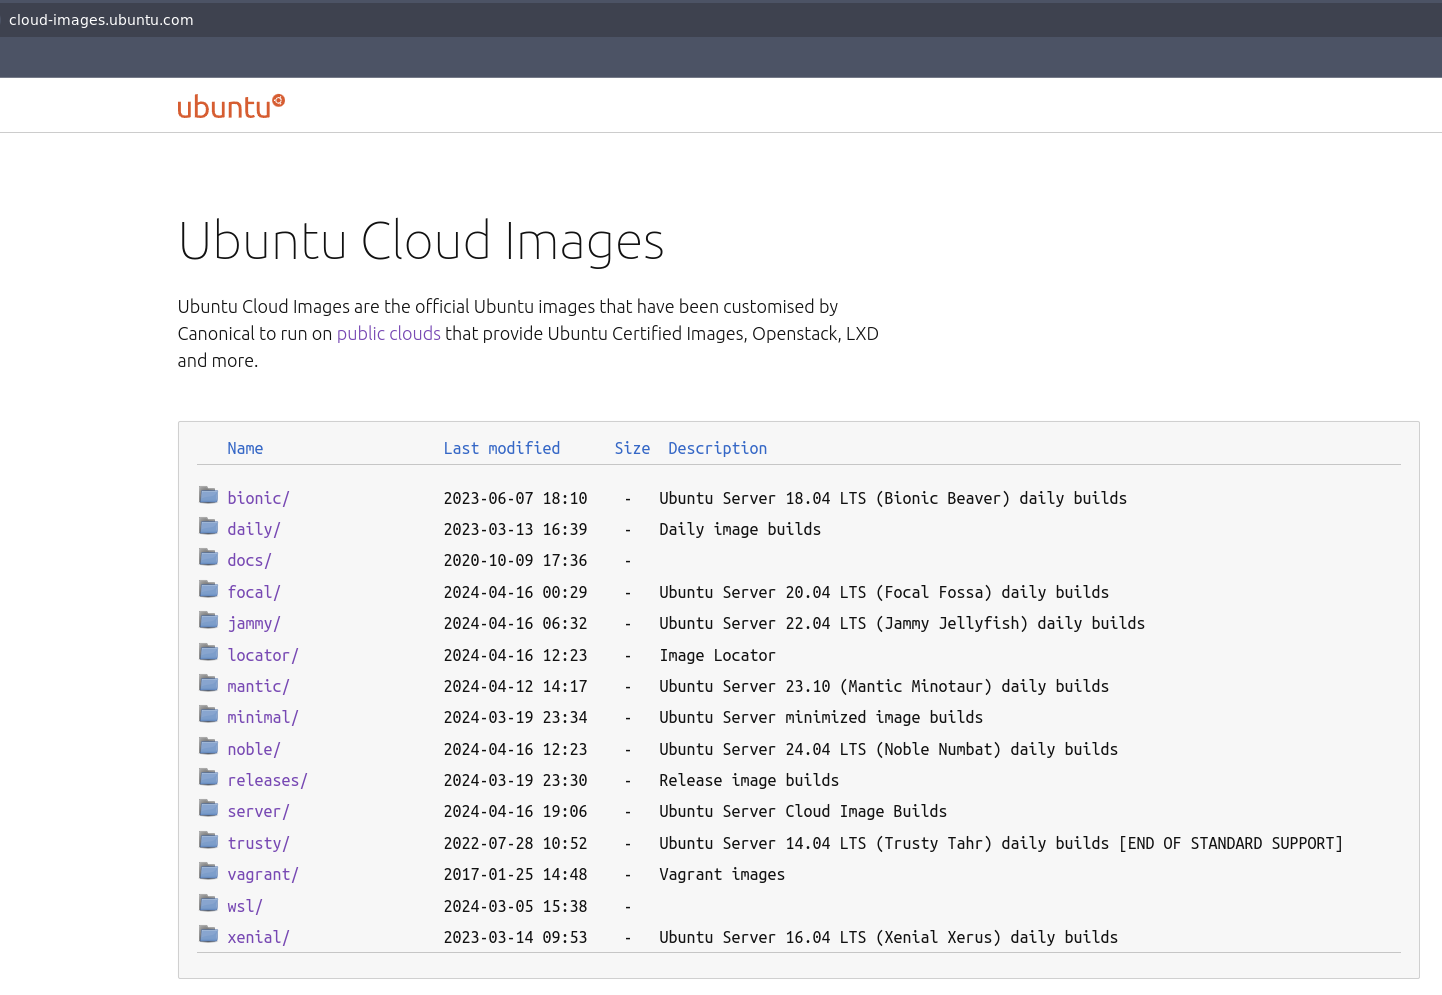 cloud-images.ubuntu.com
ubuntu
Ubuntu Cloud Images
Ubuntu Cloud Images are the official Ubuntu images that have been customised by
Canonical to run on public clouds that provide Ubuntu Certified Images, Openstack, LXD
and more.
Name Last modified Size Description
bionic/ 2023-06-07 18:10 - Ubuntu Server 18.04 LTS (Bionic Beaver) daily builds
daily/ 2023-03-13 16:39 - Daily image builds
docs/ 2020-10-09 17:36 -
focal/ 2024-04-16 00:29 - Ubuntu Server 20.04 LTS (Focal Fossa) daily builds
jammy/ 2024-04-16 06:32 - Ubuntu Server 22.04 LTS (Jammy Jellyfish) daily builds
locator/ 2024-04-16 12:23 - Image Locator
mantic/ 2024-04-12 14:17 - Ubuntu Server 23.10 (Mantic Minotaur) daily builds
minimal/ 2024-03-19 23:34 - Ubuntu Server minimized image builds
noble/ 2024-04-16 12:23 - Ubuntu Server 24.04 LTS (Noble Numbat) daily builds
releases/ 2024-03-19 23:30 - Release image builds
server/ 2024-04-16 19:06 - Ubuntu Server Cloud Image Builds
trusty/ 2022-07-28 10:52 - Ubuntu Server 14.04 LTS (Trusty Tahr) daily builds [END OF STANDARD SUPPORT]
vagrant/ 2017-01-25 14:48 - Vagrant images
wsl/ 2024-03-05 15:38 -
xenial/ 2023-03-14 09:53 - Ubuntu Server 16.04 LTS (Xenial Xerus) daily builds